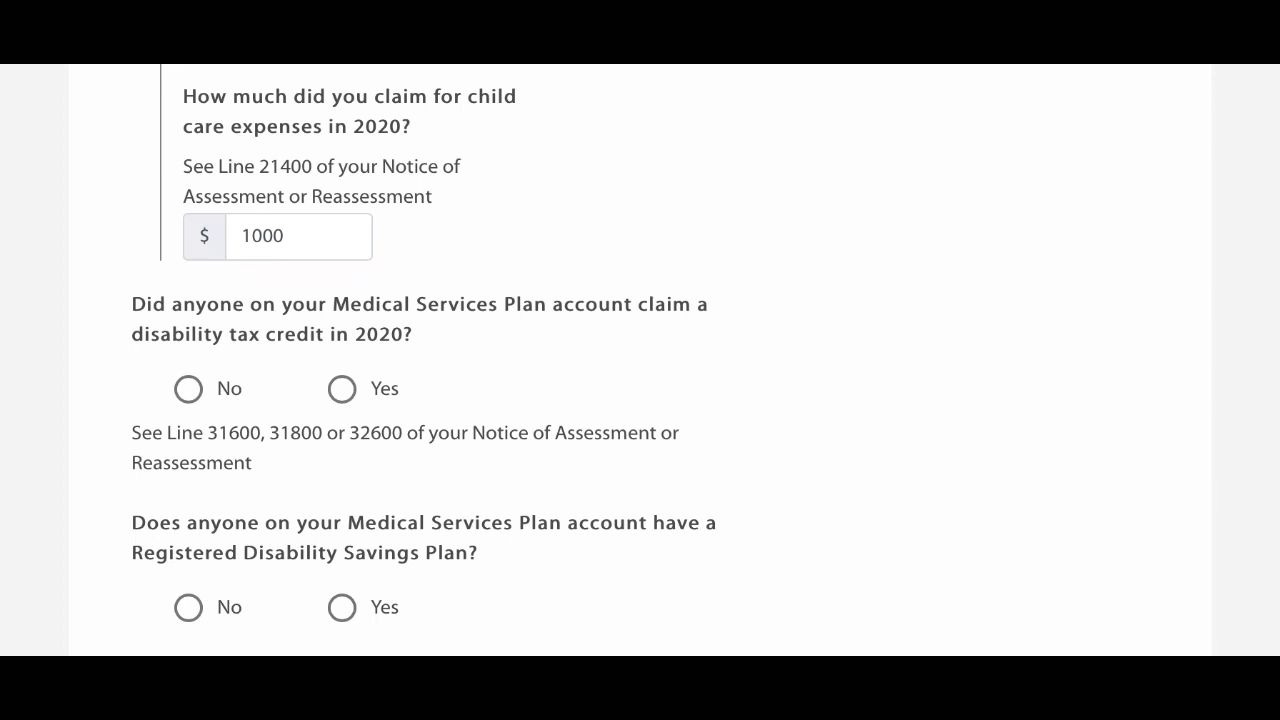 How much did you claim for child
care expenses in 2020?
See Line 21400 of your Notice of
Assessment or Reassessment
$ 1000
Did anyone on your Medical Services Plan account claim a
disability tax credit in 2020?
No Yes
See Line 31600, 31800 or 32600 of your Notice of Assessment or
Reassessment
Does anyone on your Medical Services Plan account have a
Registered Disability Savings Plan?
No Yes